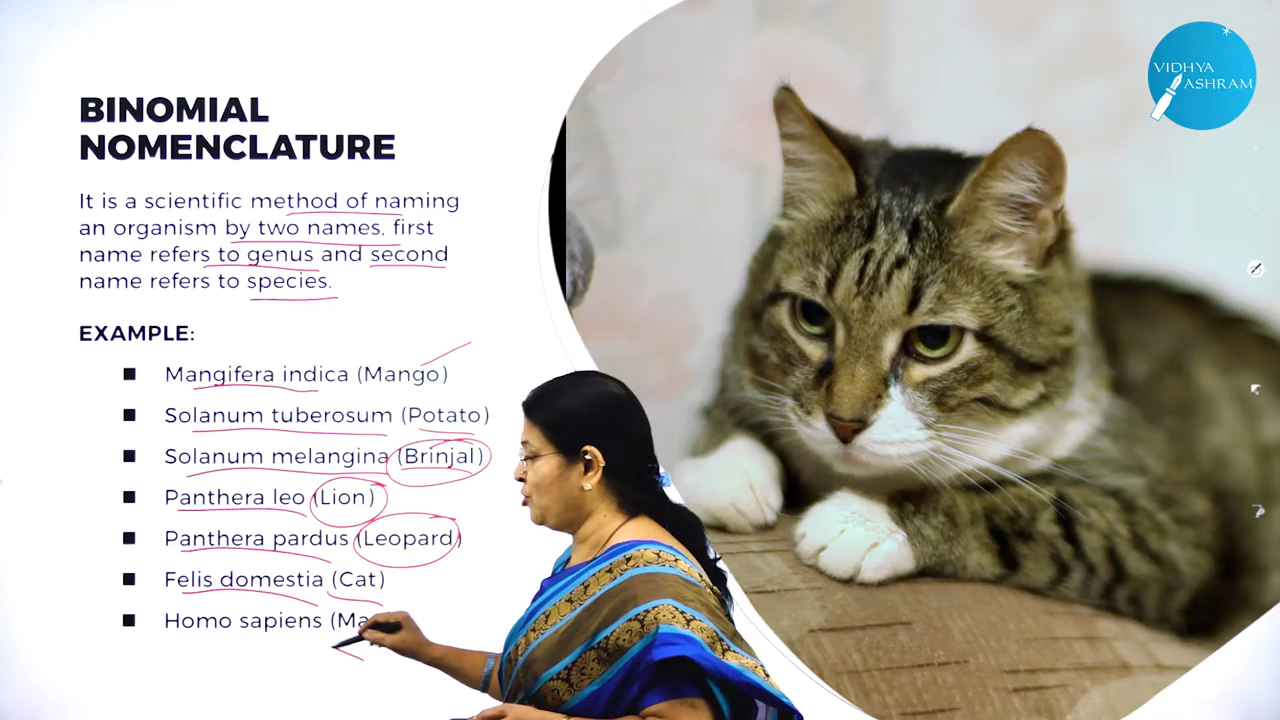 BINOMIAL
NOMENCLATURE
It is a scientific method of naming
an organism by two names, first
name refers to genus and second
name refers to species.
EXAMPLE:
Mangifera indica (Mango)
Solanum tuberosum (Potato)
Solanum melangina (Brinjal)
Panthera leo (Lion)
Panthera pardus (Leopard)
Felis domestia (Cat)
Homo sapiens (Ma
VIDHYA
ASHRAM